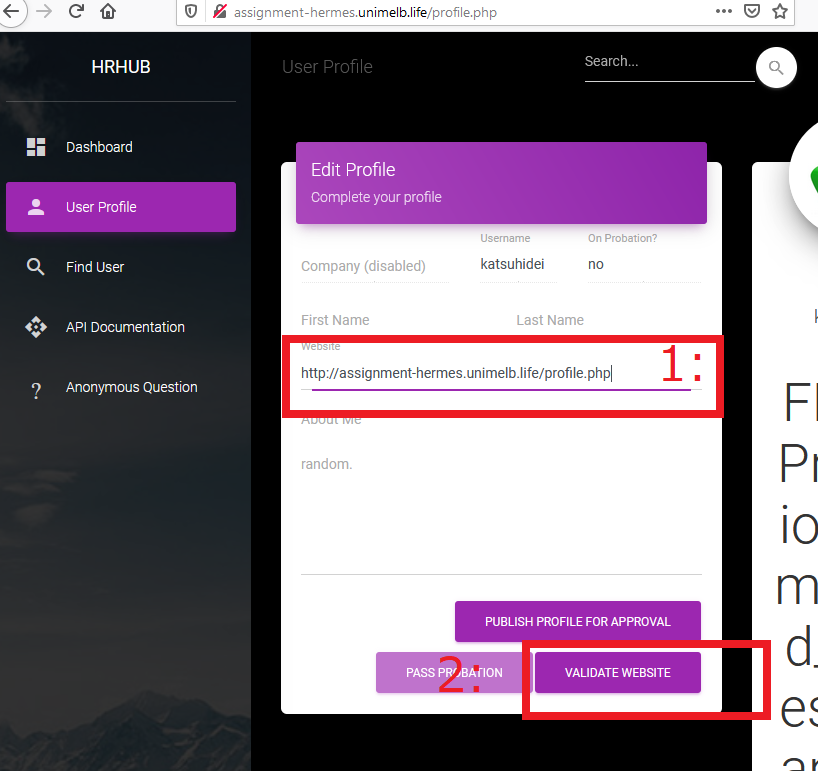 assignment-hermes.unimelb.life/profile.php
HRHUB
User Profile
Search...
Dashboard
User Profile
Find User
API Documentation
? Anonymous Question
Edit Profile
Complete your profile
Company (disabled)
Username
katsuhidei
On Probation?
no
First Name
Last Name
Website
http://assignment-hermes.unimelb.life/profile.php
1:
About Me
random.
PUBLISH PROFILE FOR APPROVAL
PASS PROBATION
2:
VALIDATE WEBSITE
io
m
d_
es